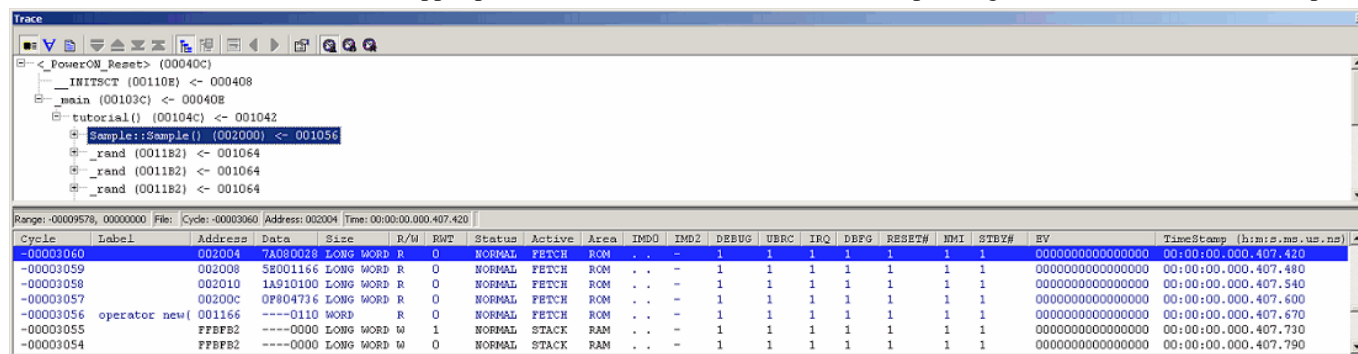 Trace
< _PowerON_Reset> (00040C)
__INITSCT (00110E) <- 000408
_main (00103C) <- 00040E
tutorial() (00104C) <- 001042
Sample::Sample() (002000) <- 001056
_rand (0011B2) <- 001064
_rand (0011B2) <- 001064
_rand (0011B2) <- 001064
Range: -00009578, 00000000 File: Cycle: -00003060 Address: 002004 Time: 00:00:00.000.407.420
Cycle Label Address Data Size R/W RWT Status Active Area IMD0 IMD2 DEBUG UBRC IRQ DBFG RESET# NMI STBY# EV TimeStamp (h:m:s.ms.us.ns)
-00003060 002004 7A080028 LONG WORD R 0 NORMAL FETCH ROM . . - 1 1 1 1 1 1 1 0000000000000000 00:00:00.000.407.420
-00003059 002008 5E001166 LONG WORD R 0 NORMAL FETCH ROM . . - 1 1 1 1 1 1 1 0000000000000000 00:00:00.000.407.480
-00003058 002010 1A910100 LONG WORD R 0 NORMAL FETCH ROM . . - 1 1 1 1 1 1 1 0000000000000000 00:00:00.000.407.540
-00003057 00200C 0F804736 LONG WORD R 0 NORMAL FETCH ROM . . - 1 1 1 1 1 1 1 0000000000000000 00:00:00.000.407.600
-00003056 operator new( 001166 ----0110 WORD R 0 NORMAL FETCH ROM . . - 1 1 1 1 1 1 1 0000000000000000 00:00:00.000.407.670
-00003055 FFBFB2 ----0000 LONG WORD W 1 NORMAL STACK RAM . . - 1 1 1 1 1 1 1 0000000000000000 00:00:00.000.407.730
-00003054 FFBFB2 ----0000 LONG WORD W 0 NORMAL STACK RAM . . - 1 1 1 1 1 1 1 0000000000000000 00:00:00.000.407.790